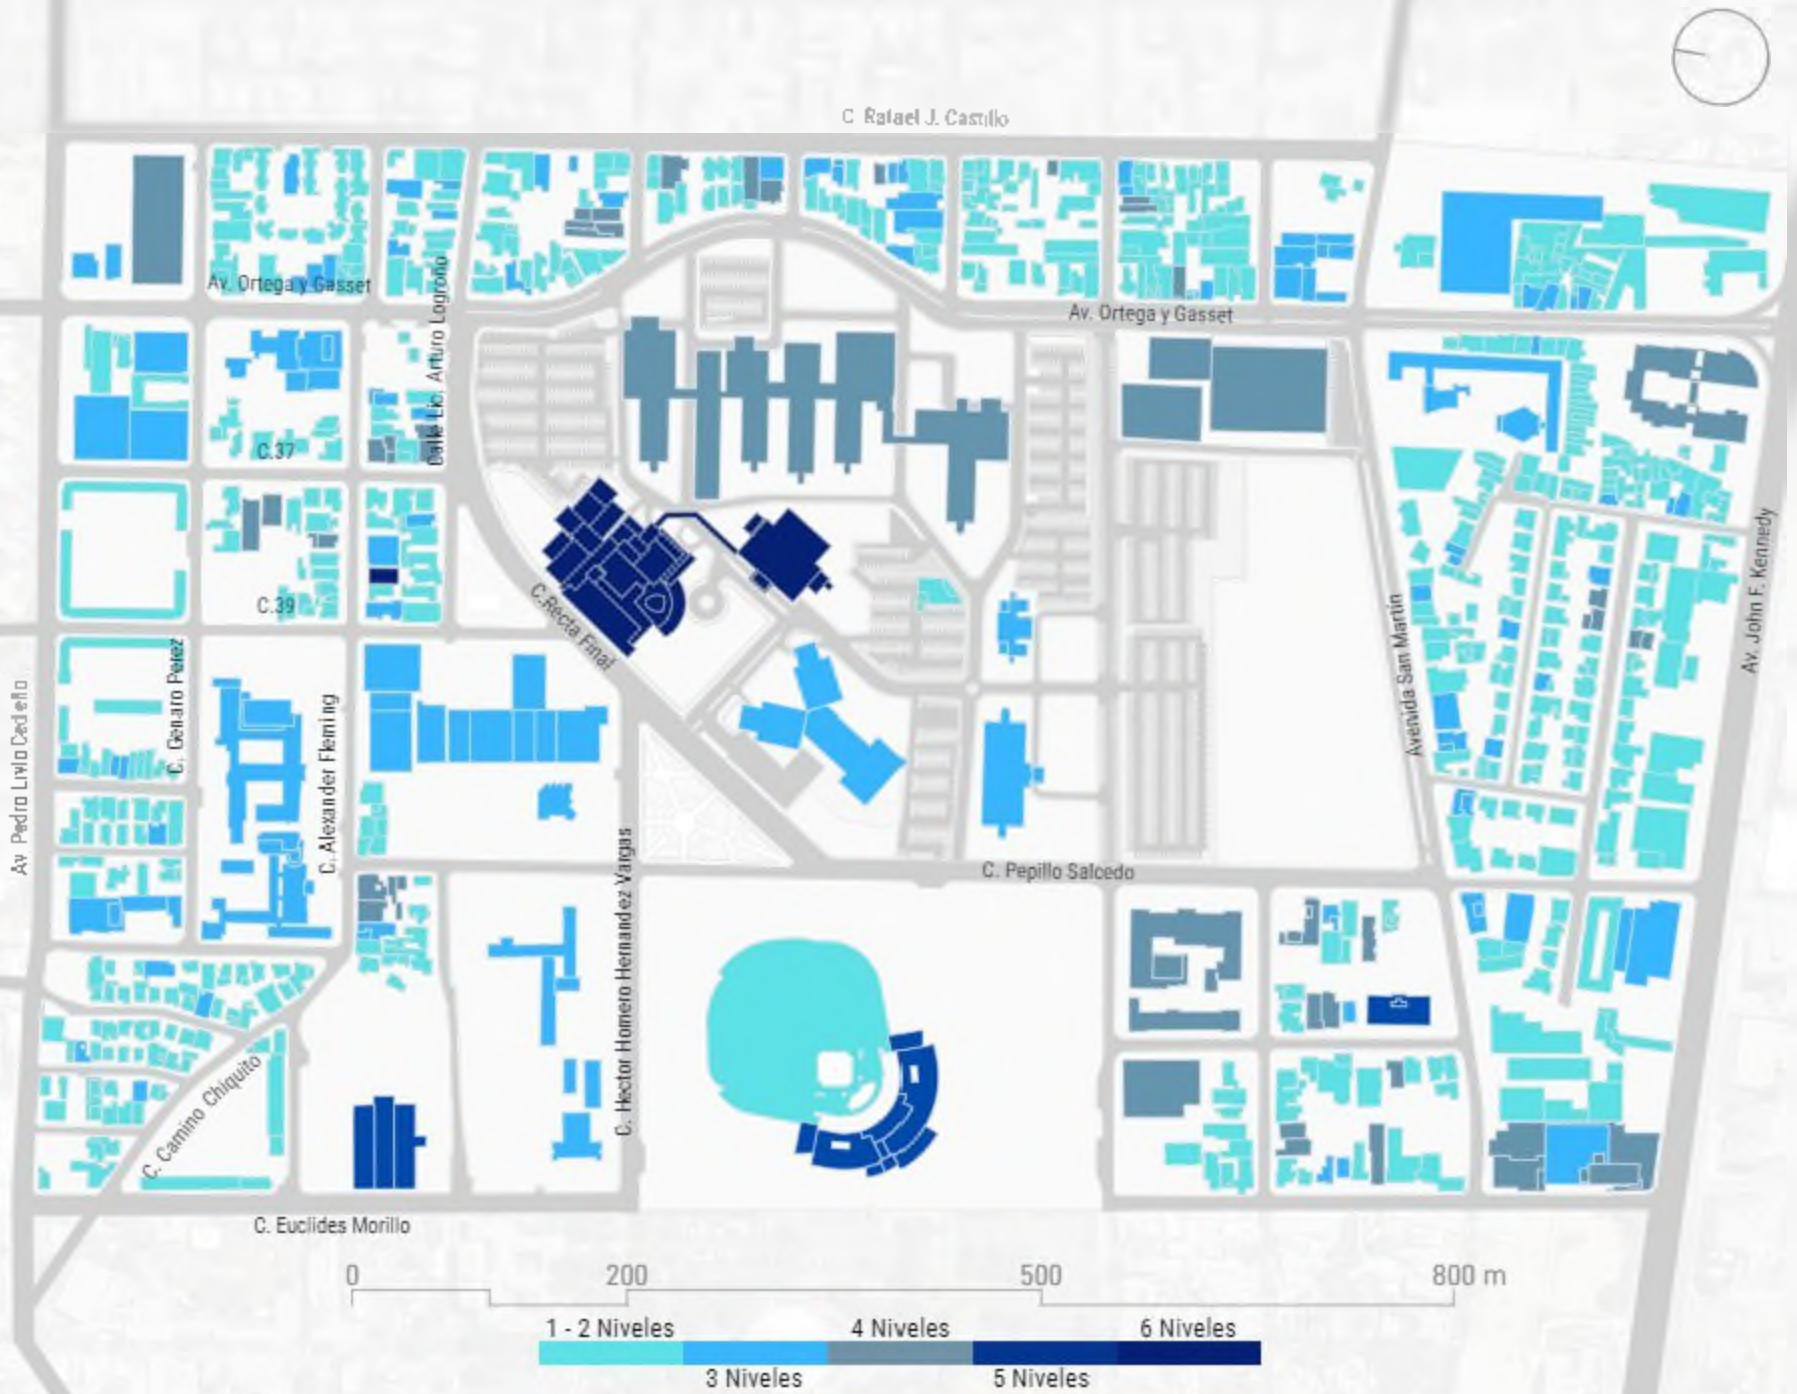 C Rafael J. Castillo
Av. Ortega y Gasset
Av. Ortega y Gasset
Calle Lic. Arturo Logroño
C.37
C.39
C.Recta Final
Av. John F. Kennedy
Avenida San Martín
C. Genaro Perez
Av Pedro Livio Cedeño
C. Alexander Fleming
C. Hector Homero Hernandez Vargas
C. Pepillo Salcedo
C. Camino Chiquito
C. Euclides Morillo
0 200 500 800 m
1 - 2 Niveles 4 Niveles 6 Niveles
3 Niveles 5 Niveles